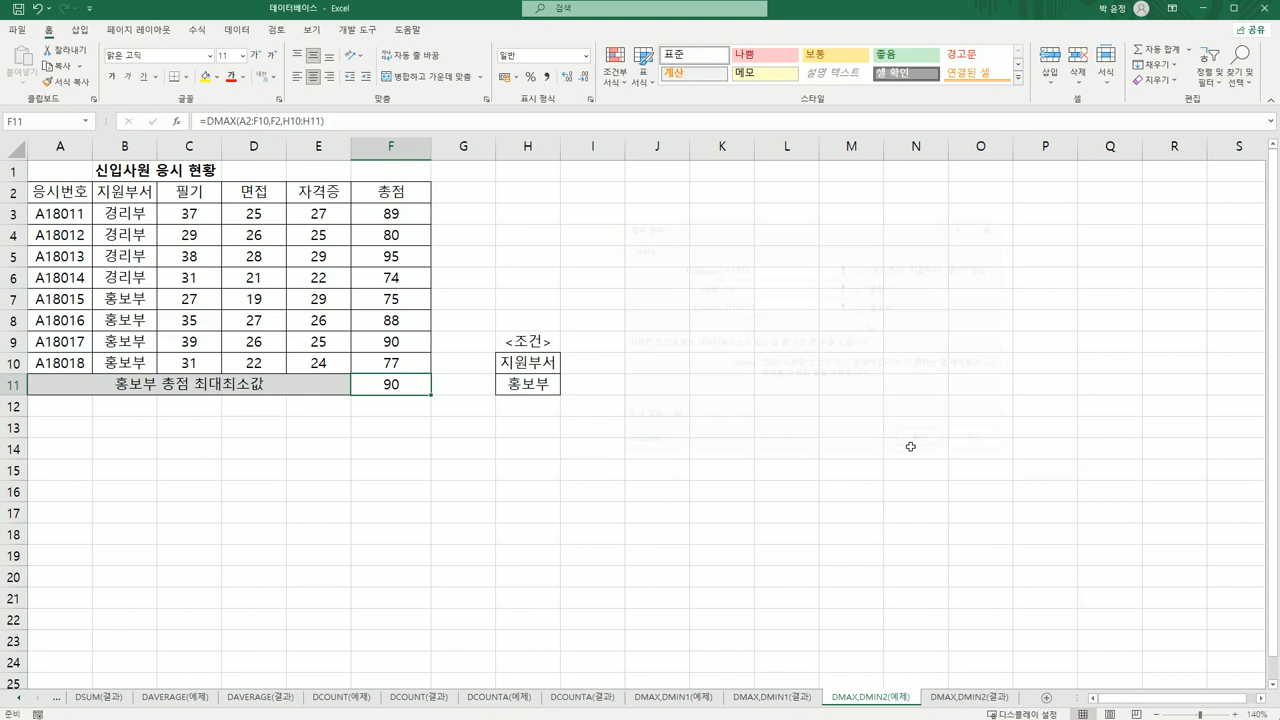 데이터베이스 - Excel
검색
박 윤정
파일 홈 삽입 페이지 레이아웃 수식 데이터 검토 보기 개발 도구 도움말 공유
붙여넣기 잘라내기 복사 서식 복사 클립보드
맑은 고딕 11 가 가 가 가 가 가 글꼴
자동 줄 바꿈 병합하고 가운데 맞춤 맞춤
일반 % 표시 형식
조건부 서식 표 서식 표준 나쁨 보통 좋음 경고문
계산 메모 설명 텍스트 셀 확인 연결된 셀 스타일
삽입 삭제 서식 셀
자동 합계 채우기 지우기 정렬 및 필터 찾기 및 선택 편집
F11 fx =DMAX(A2:F10,F2,H10:H11)
A B C D E F G H I J K L M N O P Q R S
1 신입사원 응시 현황
2 응시번호 지원부서 필기 면접 자격증 총점
3 A18011 경리부 37 25 27 89
4 A18012 경리부 29 26 25 80
5 A18013 경리부 38 28 29 95
6 A18014 경리부 31 21 22 74
7 A18015 홍보부 27 19 29 75
8 A18016 홍보부 35 27 26 88
9 A18017 홍보부 39 26 25 90 <조건>
10 A18018 홍보부 31 22 24 77 지원부서
11 홍보부 총점 최대최소값 90 홍보부
12
13
14
15
16
17
18
19
20
21
22
23
24
25
... DSUM(결과) DAVERAGE(예제) DAVERAGE(결과) DCOUNT(예제) DCOUNT(결과) DCOUNTA(예제) DCOUNTA(결과) DMAX,DMIN1(예제) DMAX,DMIN1(결과) DMAX,DMIN2(예제) DMAX,DMIN2(결과)
준비 디스플레이 설정 140%